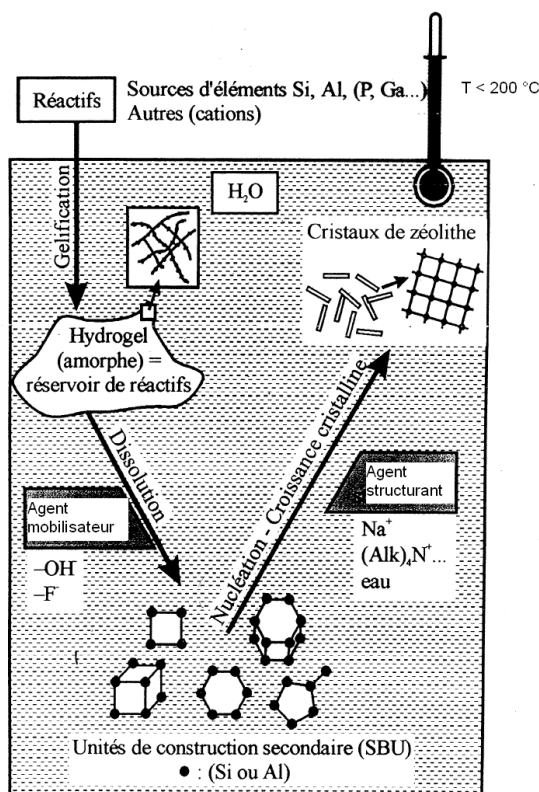 Réactifs
Sources d'éléments Si, Al, (P, Ga...)
Autres (cations)
T < 200 °C
Gelification
H₂O
Cristaux de zéolithe
Hydrogel
(amorphe) =
réservoir de réactifs
Dissolution
Nucléation - Croissance cristalline
Agent
mobilisateur
–OH⁻
–F⁻
Agent
structurant
Na⁺
(Alk)₄N⁺...
eau
Unités de construction secondaire (SBU)
● : (Si ou Al)